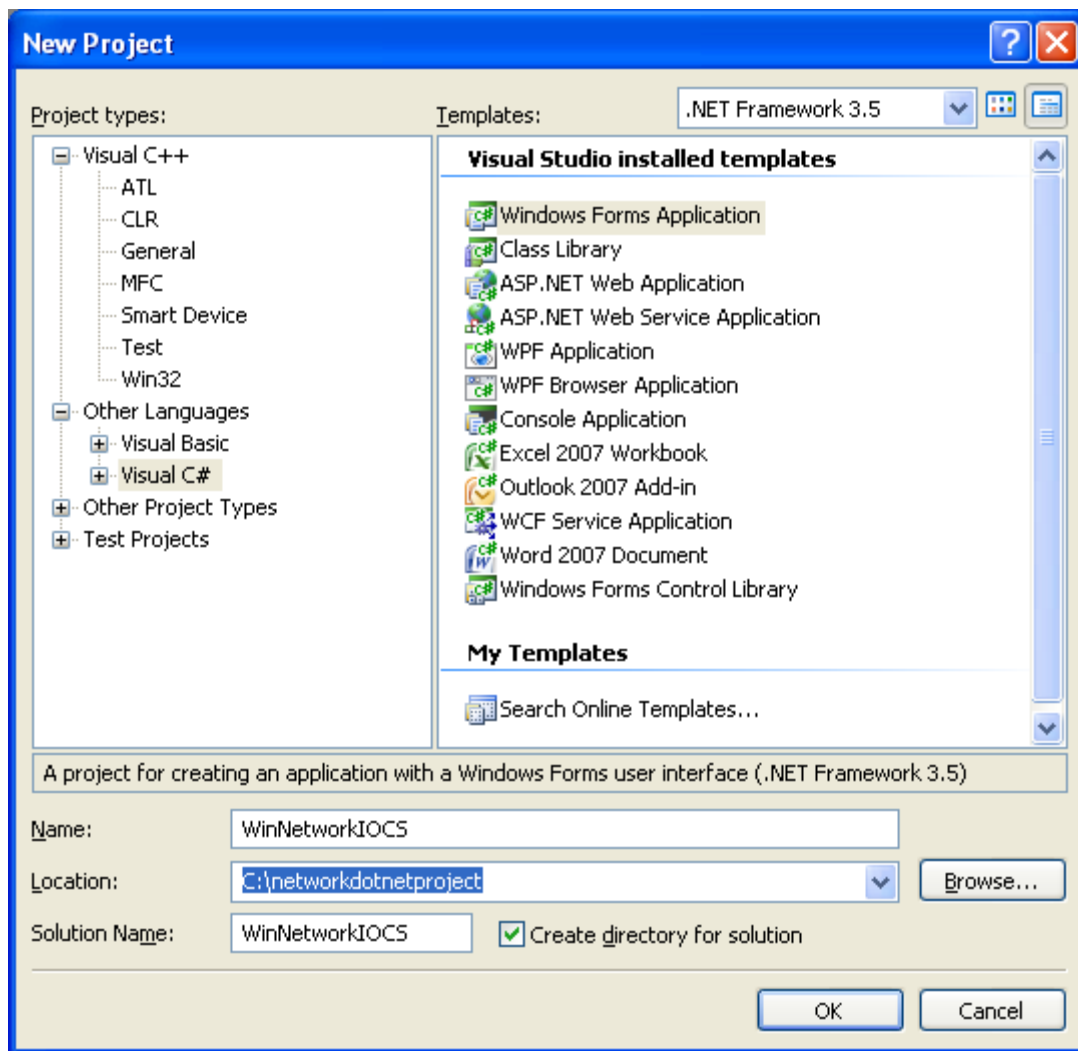 New Project
Project types:
Templates:
.NET Framework 3.5
Visual C++
ATL
CLR
General
MFC
Smart Device
Test
Win32
Other Languages
Visual Basic
Visual C#
Other Project Types
Test Projects
Visual Studio installed templates
Windows Forms Application
Class Library
ASP.NET Web Application
ASP.NET Web Service Application
WPF Application
WPF Browser Application
Console Application
Excel 2007 Workbook
Outlook 2007 Add-in
WCF Service Application
Word 2007 Document
Windows Forms Control Library
My Templates
Search Online Templates...
A project for creating an application with a Windows Forms user interface (.NET Framework 3.5)
Name:
WinNetworkIOCS
Location:
C:\networkdotnetproject
Browse...
Solution Name:
WinNetworkIOCS
Create directory for solution
OK
Cancel